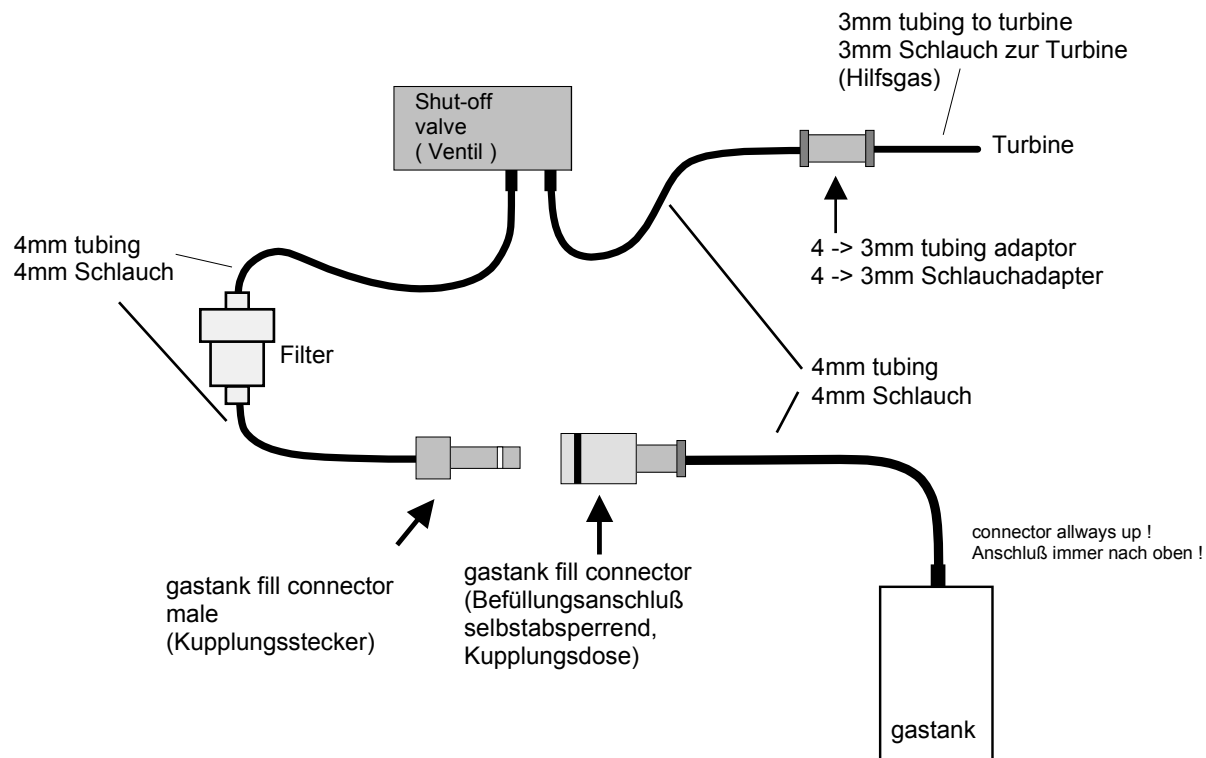 3mm tubing to turbine
3mm Schlauch zur Turbine
(Hilfsgas)
Shut-off
valve
( Ventil )
Turbine
4mm tubing
4mm Schlauch
4 -> 3mm tubing adaptor
4 -> 3mm Schlauchadapter
Filter
4mm tubing
4mm Schlauch
connector allways up !
Anschluß immer nach oben !
gastank fill connector
male
(Kupplungsstecker)
gastank fill connector
(Befüllungsanschluß
selbstabsperrend,
Kupplungsdose)
gastank